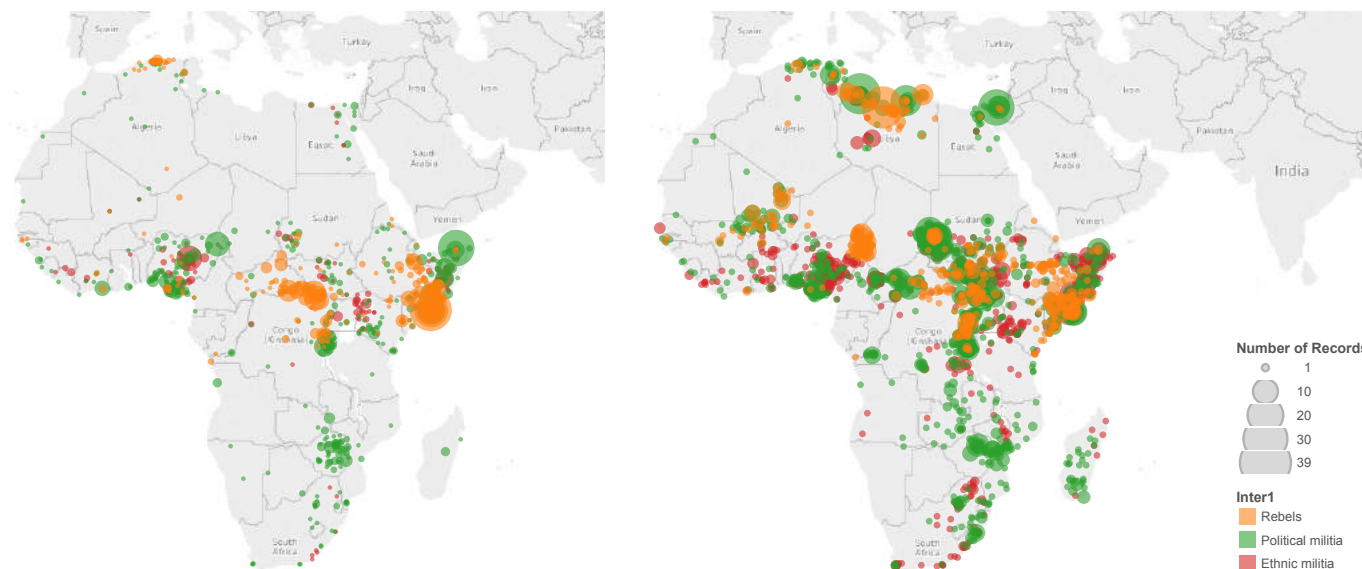 Spain
Turkey
Iraq
Iran
Algeria
Libya
Egypt
Pakistan
Saudi
Arabia
Sudan
Yemen
Congo
(Kinshasa)
South
Africa
Spain
Turkey
Iraq
Iran
Algeria
Egypt
Pakistan
Saudi
Arabia
India
Sudan
Yemen
Congo
(Kinshasa)
South
Africa
Number of Records
1
10
20
30
39
Inter1
Rebels
Political militia
Ethnic militia